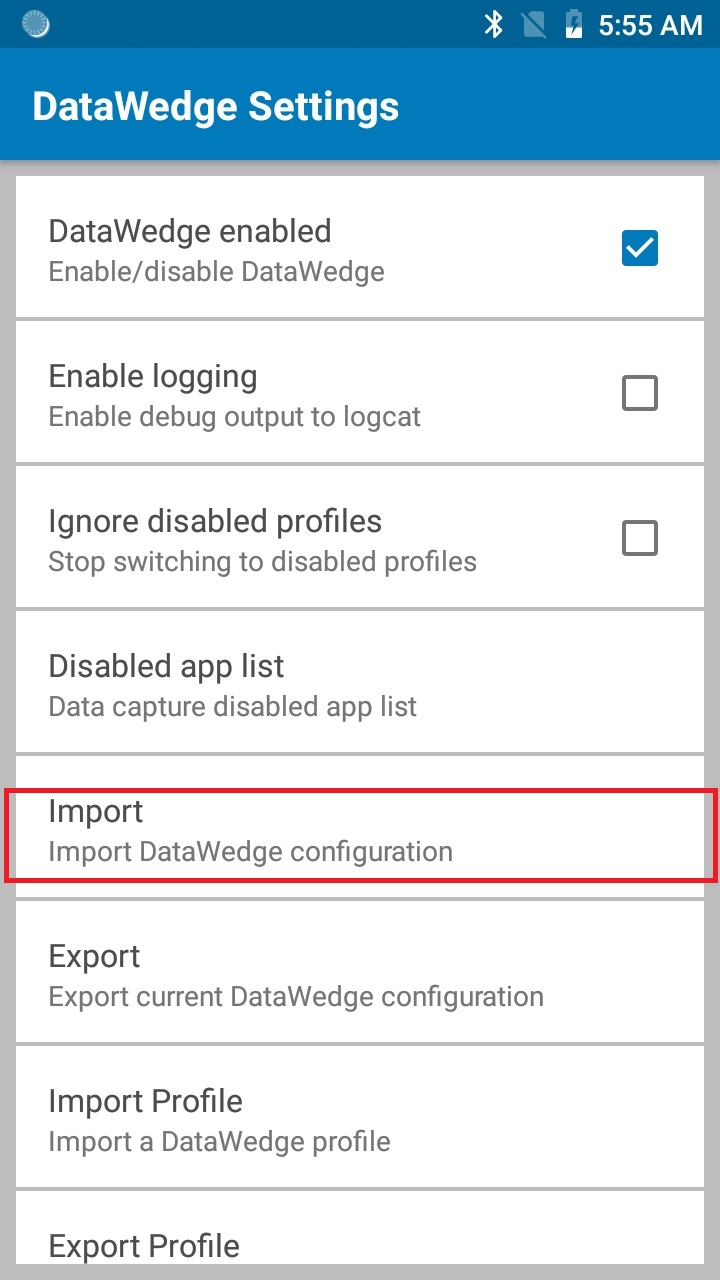 5:55 AM
DataWedge Settings
DataWedge enabled
Enable/disable DataWedge
Enable logging
Enable debug output to logcat
Ignore disabled profiles
Stop switching to disabled profiles
Disabled app list
Data capture disabled app list
Import
Import DataWedge configuration
Export
Export current DataWedge configuration
Import Profile
Import a DataWedge profile
Export Profile